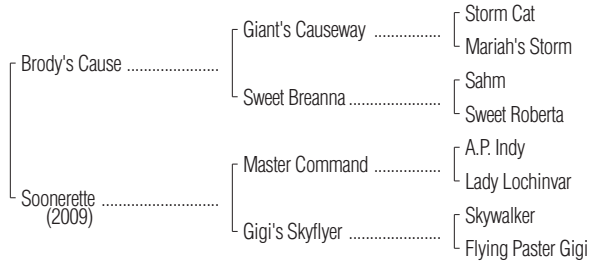 Storm Cat
Giant's Causeway ..................
Mariah's Storm
Brody's Cause .....................
Sahm
Sweet Breanna .....................
Sweet Roberta
A.P. Indy
Master Command ...............
Lady Lochinvar
Soonerette ...........................
(2009)
Skywalker
Gigi's Skyflyer .....................
Flying Paster Gigi